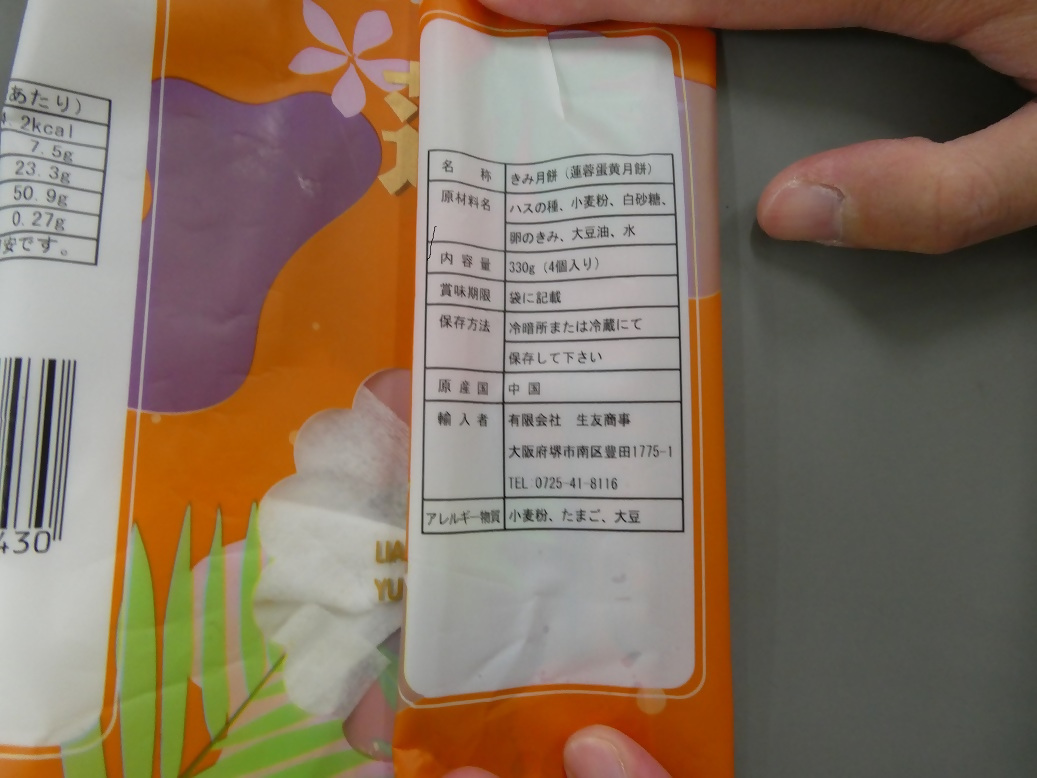 あたり）
.2kcal
7.5g
23.3g
50.9g
0.27g
安です。
430
LIA
YU
名　称　きみ月餅（蓮蓉蛋黄月餅）
原材料名　ハスの種、小麦粉、白砂糖、
卵のきみ、大豆油、水
内容量　330g（4個入り）
賞味期限　袋に記載
保存方法　冷暗所または冷蔵にて
保存して下さい
原産国　中国
輸入者　有限会社　生友商事
大阪府堺市南区豊田1775-1
TEL 0725-41-8116
アレルギー物質　小麦粉、たまご、大豆